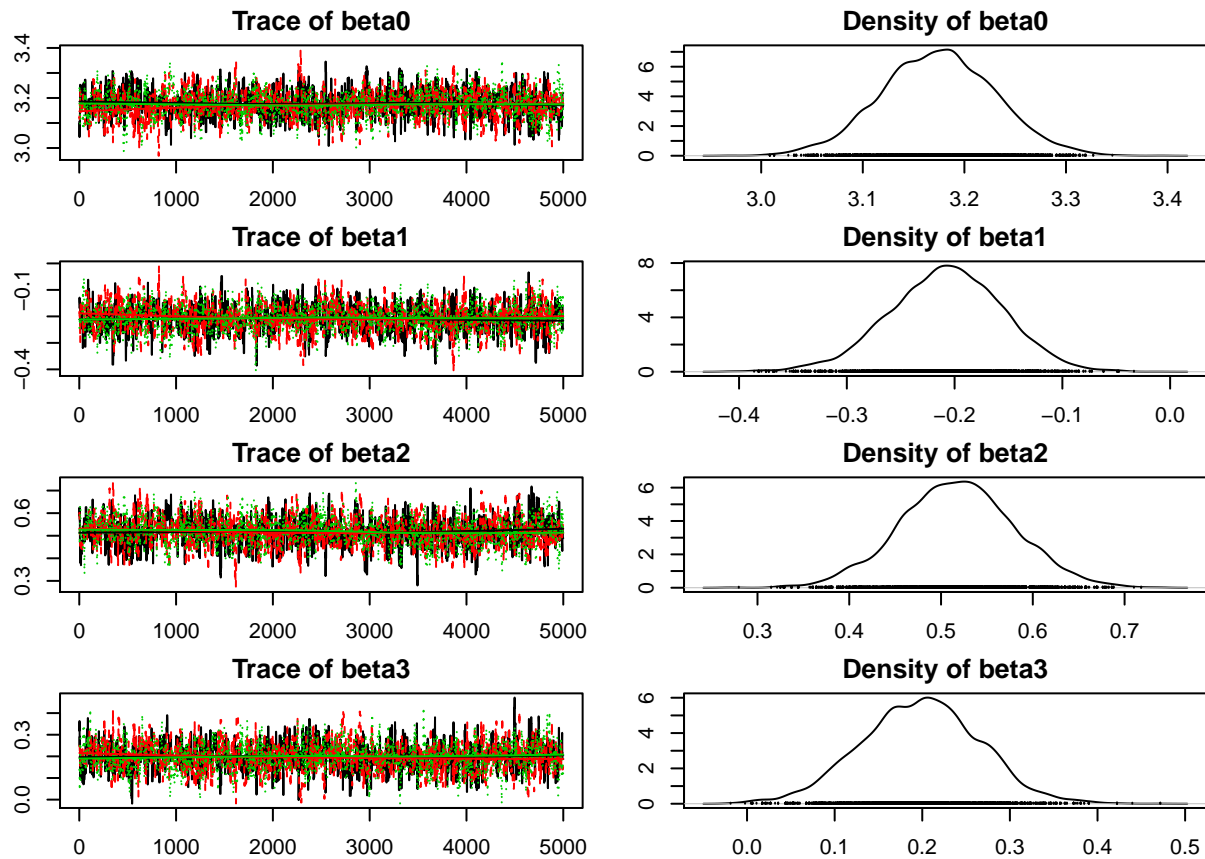 Trace of beta0
3.0 3.2 3.4
0 1000 2000 3000 4000 5000
Density of beta0
0 2 4 6
3.0 3.1 3.2 3.3 3.4
Trace of beta1
−0.4 −0.1
0 1000 2000 3000 4000 5000
Density of beta1
0 4 8
−0.4 −0.3 −0.2 −0.1 0.0
Trace of beta2
0.3 0.6
0 1000 2000 3000 4000 5000
Density of beta2
0 2 4 6
0.3 0.4 0.5 0.6 0.7
Trace of beta3
0.0 0.3
0 1000 2000 3000 4000 5000
Density of beta3
0 2 4 6
0.0 0.1 0.2 0.3 0.4 0.5